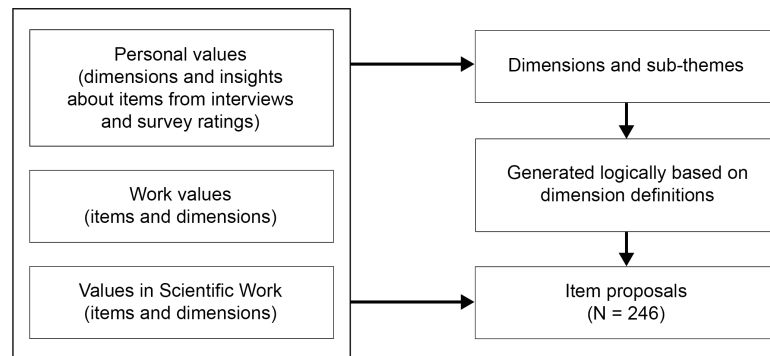 Personal values
(dimensions and insights
about items from interviews
and survey ratings)
Work values
(items and dimensions)
Values in Scientific Work
(items and dimensions)
Dimensions and sub-themes
Generated logically based on
dimension definitions
Item proposals
(N = 246)